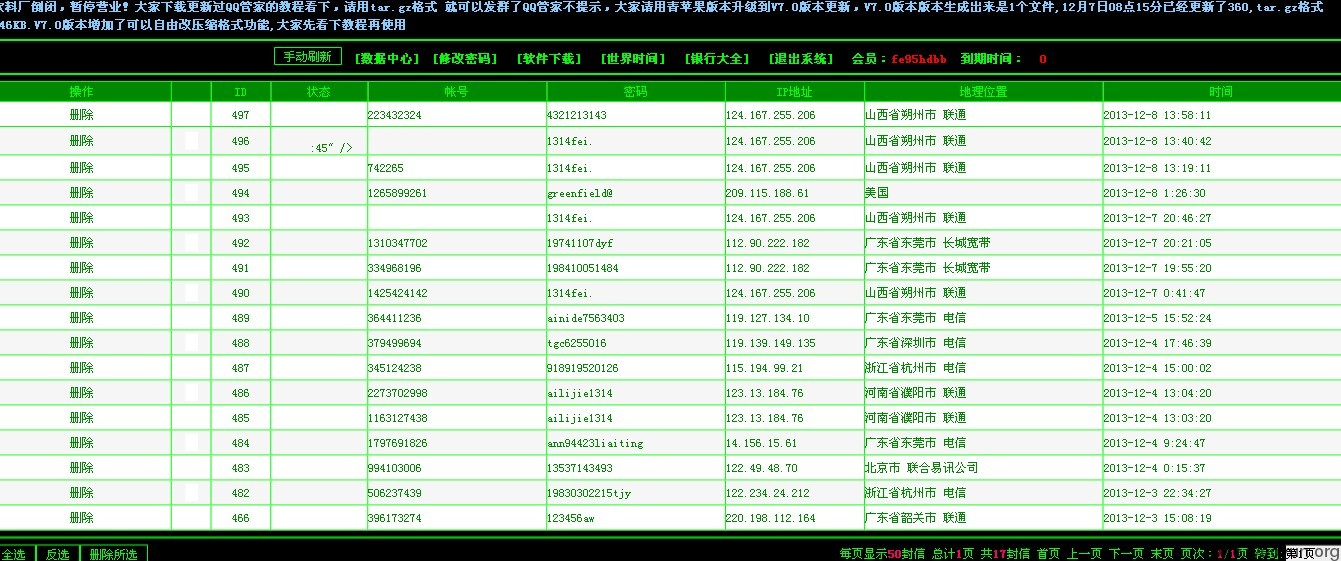 饮料厂倒闭，暂停营业！大家下载更新过QQ管家的教程看下，请用tar.gz格式 就可以发群了QQ管家不提示，大家请用青苹果版本升级到V7.0版本更新，V7.0版本版本生成出来是1个文件,12月7日08点15分已经更新了360,tar.gz格式
46KB.V7.0版本增加了可以自由改压缩格式功能,大家先看下教程再使用
手动刷新 [数据中心] [修改密码] [软件下载] [世界时间] [银行大全] [退出系统] 会员：fe95hdbb 到期时间： 0
操作 ID 状态 帐号 密码 IP地址 地理位置 时间
删除 497 223432324 4321213143 124.167.255.206 山西省朔州市 联通 2013-12-8 13:58:11
删除 496 :45" /> 1314fei. 124.167.255.206 山西省朔州市 联通 2013-12-8 13:40:42
删除 495 742265 1314fei. 124.167.255.206 山西省朔州市 联通 2013-12-8 13:19:11
删除 494 1265899261 greenfield@ 209.115.188.61 美国 2013-12-8 1:26:30
删除 493 1314fei. 124.167.255.206 山西省朔州市 联通 2013-12-7 20:46:27
删除 492 1310347702 19741107dyf 112.90.222.182 广东省东莞市 长城宽带 2013-12-7 20:21:05
删除 491 334968196 198410051484 112.90.222.182 广东省东莞市 长城宽带 2013-12-7 19:55:20
删除 490 1425424142 1314fei. 124.167.255.206 山西省朔州市 联通 2013-12-7 0:41:47
删除 489 364411236 ainide7563403 119.127.134.10 广东省东莞市 电信 2013-12-5 15:52:24
删除 488 379499694 tgc6255016 119.139.149.135 广东省深圳市 电信 2013-12-4 17:46:39
删除 487 345124238 918919520126 115.194.99.21 浙江省杭州市 电信 2013-12-4 15:00:02
删除 486 2273702998 ailijie1314 123.13.184.76 河南省濮阳市 联通 2013-12-4 13:04:20
删除 485 1163127438 ailijie1314 123.13.184.76 河南省濮阳市 联通 2013-12-4 13:03:20
删除 484 1797691826 ann94423liaiting 14.156.15.61 广东省东莞市 电信 2013-12-4 9:24:47
删除 483 994103006 13537143493 122.49.48.70 北京市 联合易讯公司 2013-12-4 0:15:37
删除 482 506237439 19830302215tjy 122.234.24.212 浙江省杭州市 电信 2013-12-3 22:34:27
删除 466 396173274 123456aw 220.198.112.164 广东省韶关市 联通 2013-12-3 15:08:19
全选 反选 删除所选 每页显示50封信 总计1页 共17封信 首页 上一页 下一页 末页 页次：1/1页 转到: 第1页